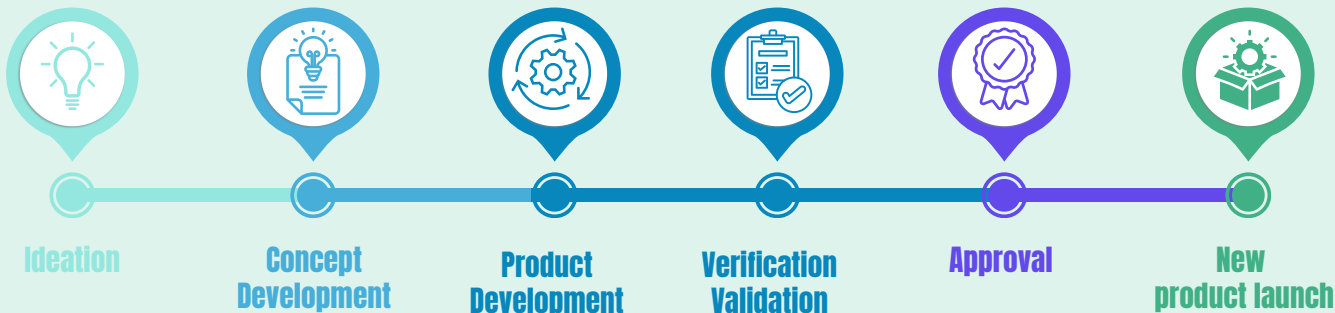 Ideation
Concept
Development
Product
Development
Verification
Validation
Approval
New
product launch